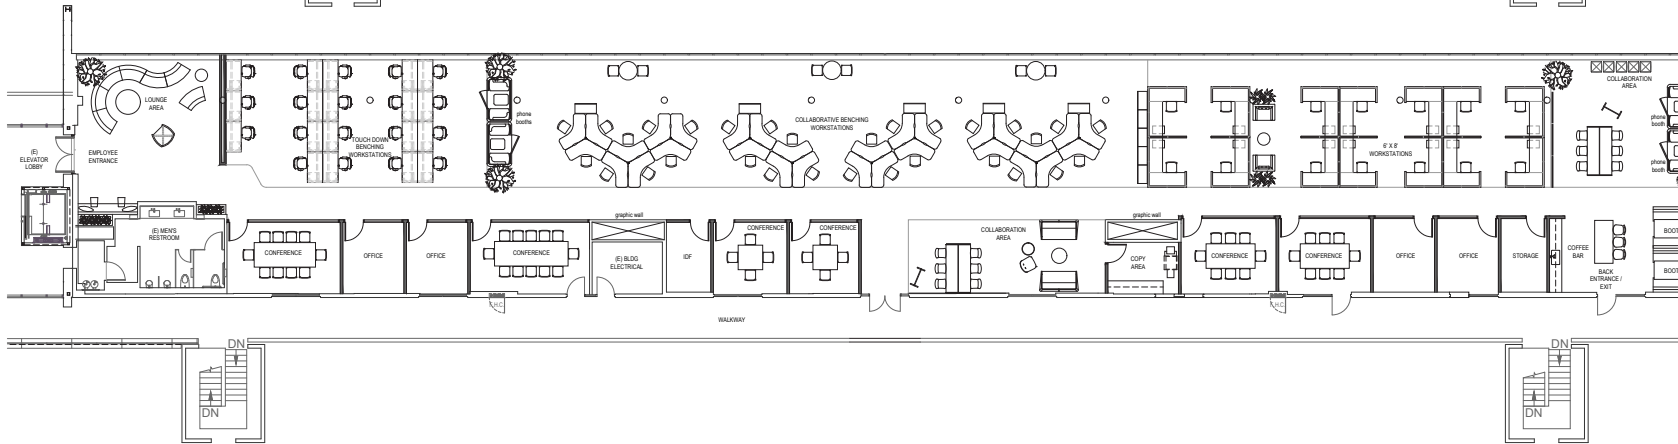 LOUNGE
AREA
(E)
ELEVATOR
LOBBY
EMPLOYEE
ENTRANCE
TOUCH DOWN
BENCHING
WORKSTATIONS
phone
booths
COLLABORATIVE BENCHING
WORKSTATIONS
6' X 8'
WORKSTATIONS
COLLABORATION
AREA
phone
booth
phone
booth
(E) MEN'S
RESTROOM
CONFERENCE
OFFICE
OFFICE
CONFERENCE
graphic wall
(E) BLDG
ELECTRICAL
IDF
CONFERENCE
CONFERENCE
COLLABORATION
AREA
graphic wall
COPY
AREA
CONFERENCE
CONFERENCE
OFFICE
OFFICE
STORAGE
COFFEE
BAR
BACK
ENTRANCE /
EXIT
BOOT
BOOT
F.H.C.
F.H.C.
WALKWAY
DN
DN
DN
DN